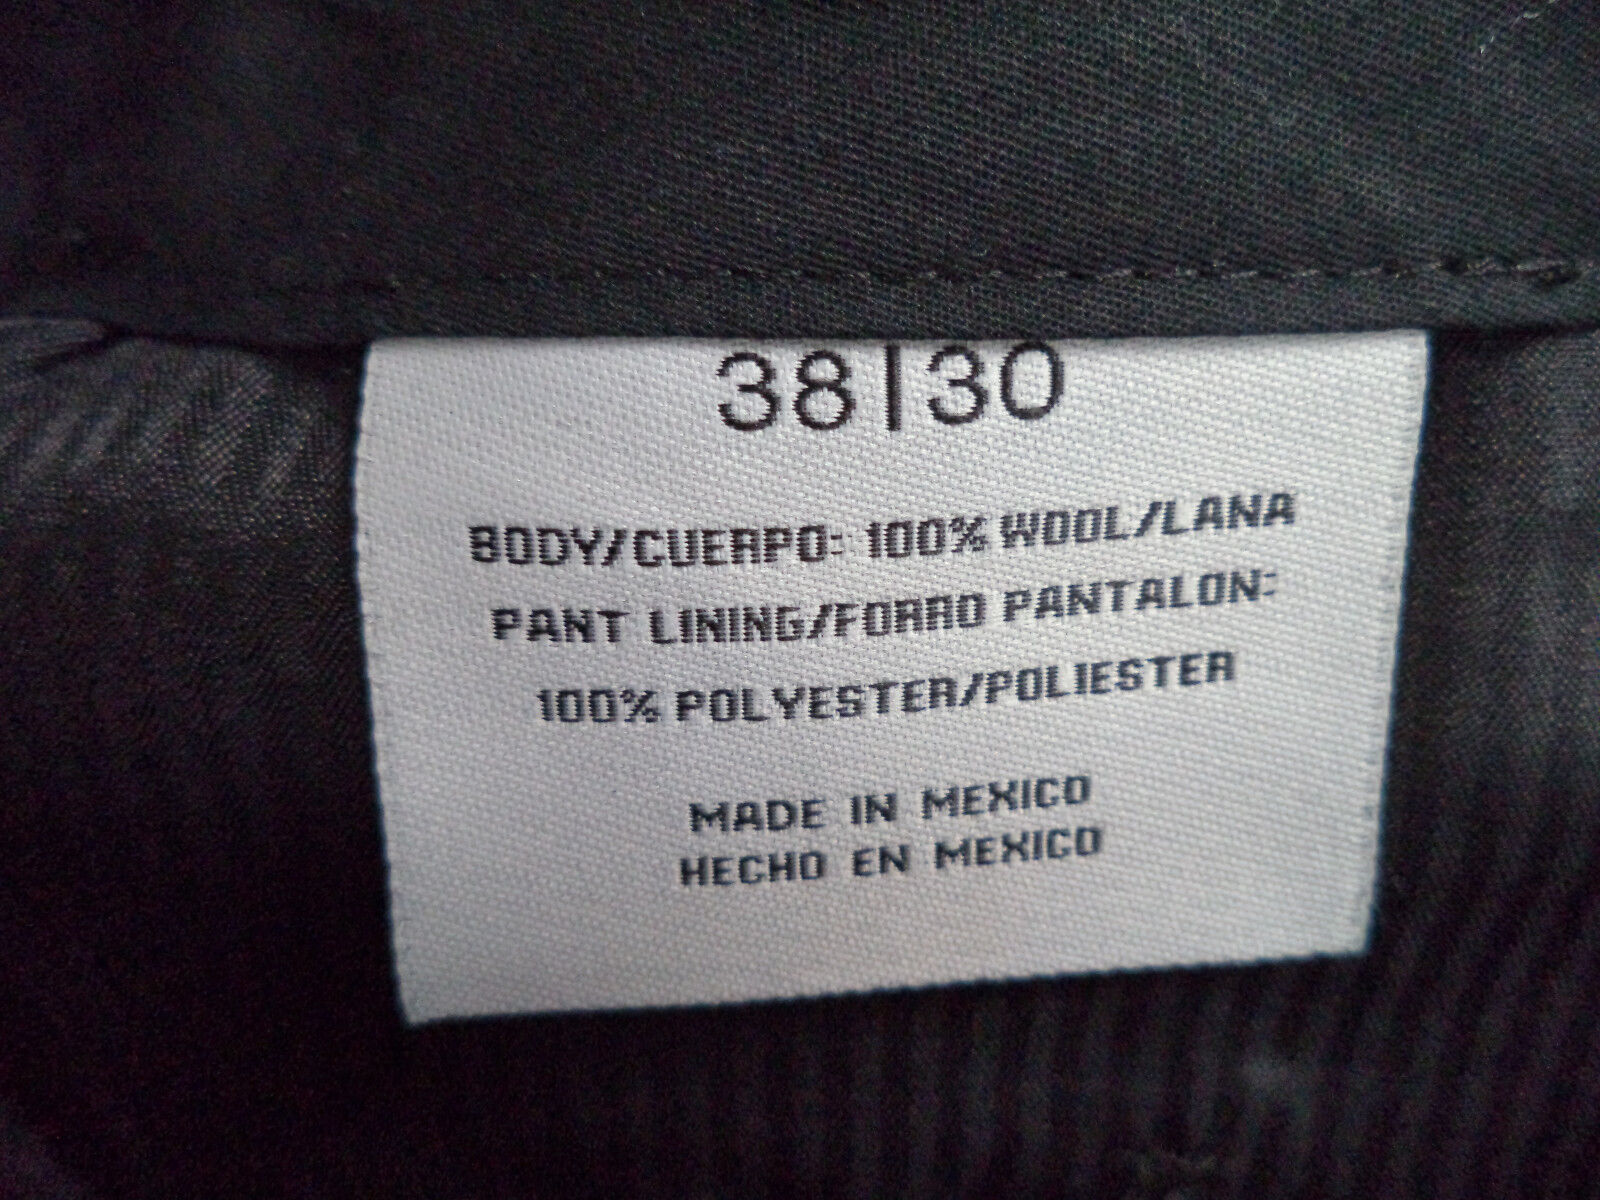 38|30
BODY/CUERPO: 100% WOOL/LANA
PANT LINING/FORRO PANTALON:
100% POLYESTER/POLIESTER
MADE IN MEXICO
HECHO EN MEXICO